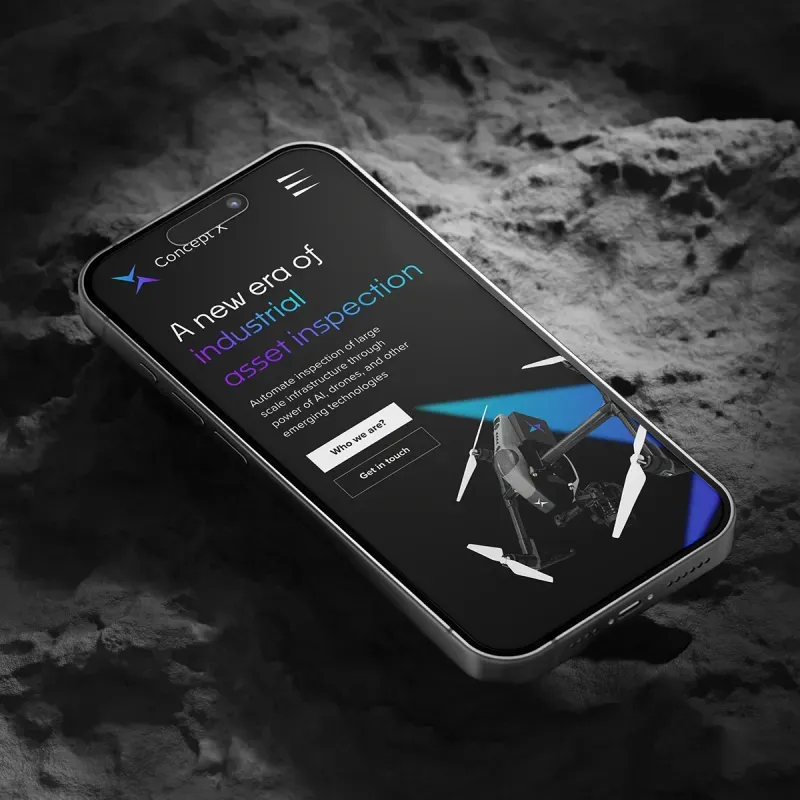 Concept X
A new era of
industrial
asset inspection
Automate inspection of large
scale infrastructure through
power of AI, drones, and other
emerging technologies
Who we are?
Get in touch